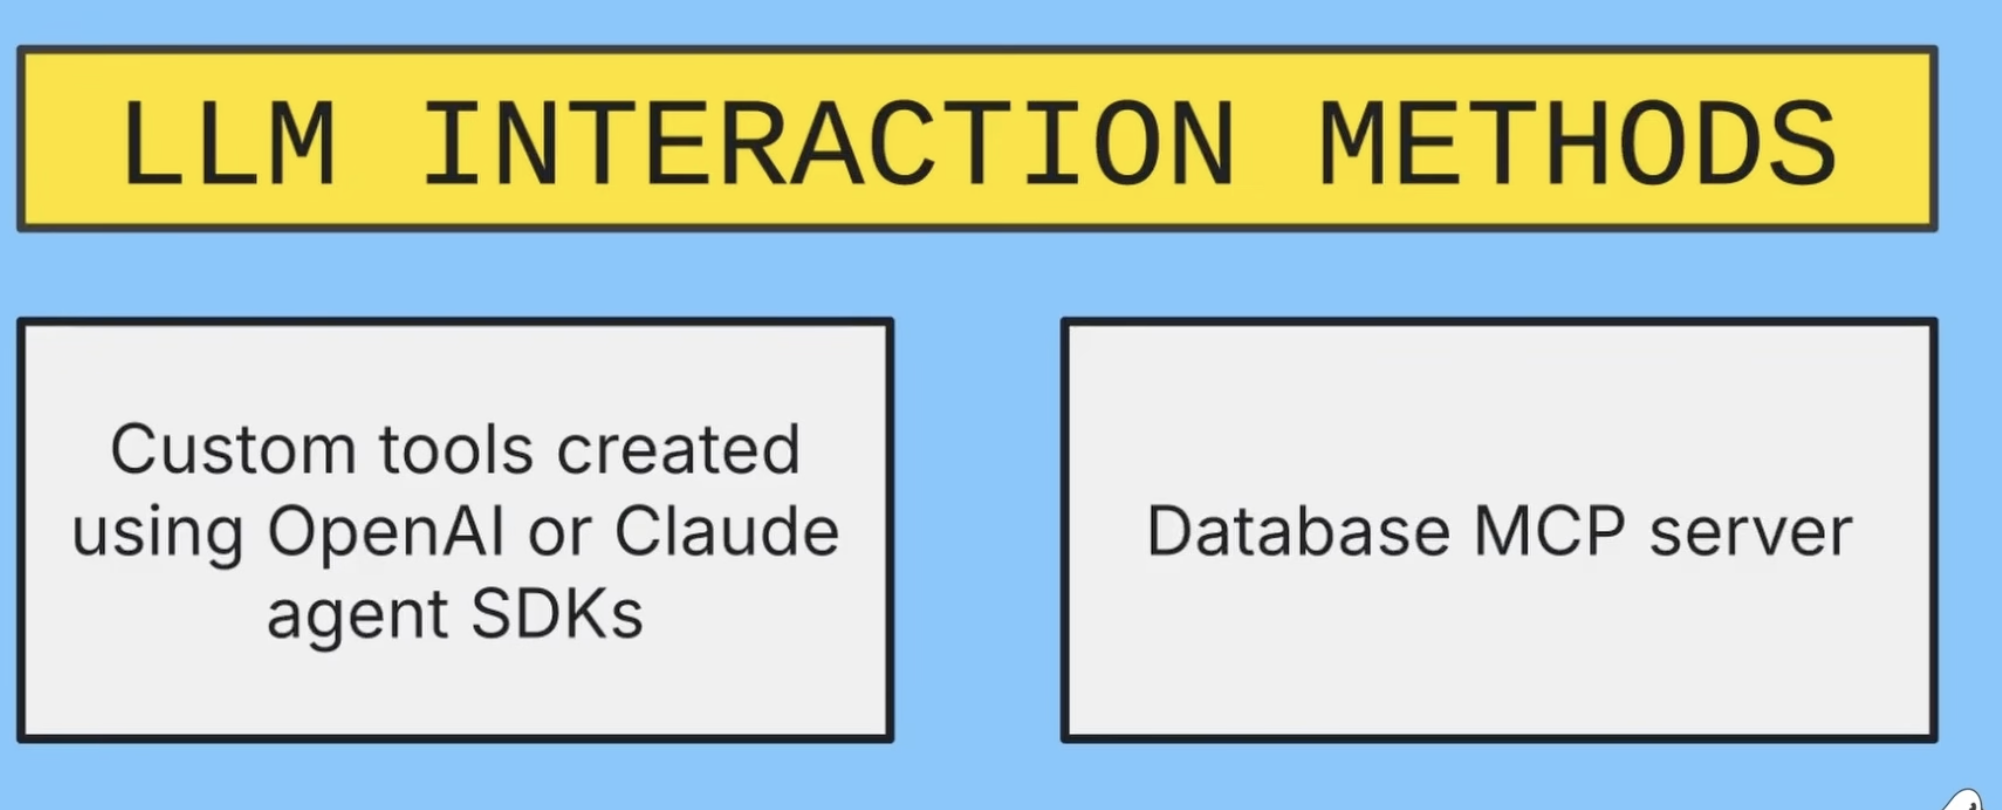 LLM INTERACTION METHODS
Custom tools created
using OpenAI or Claude
agent SDKs
Database MCP server